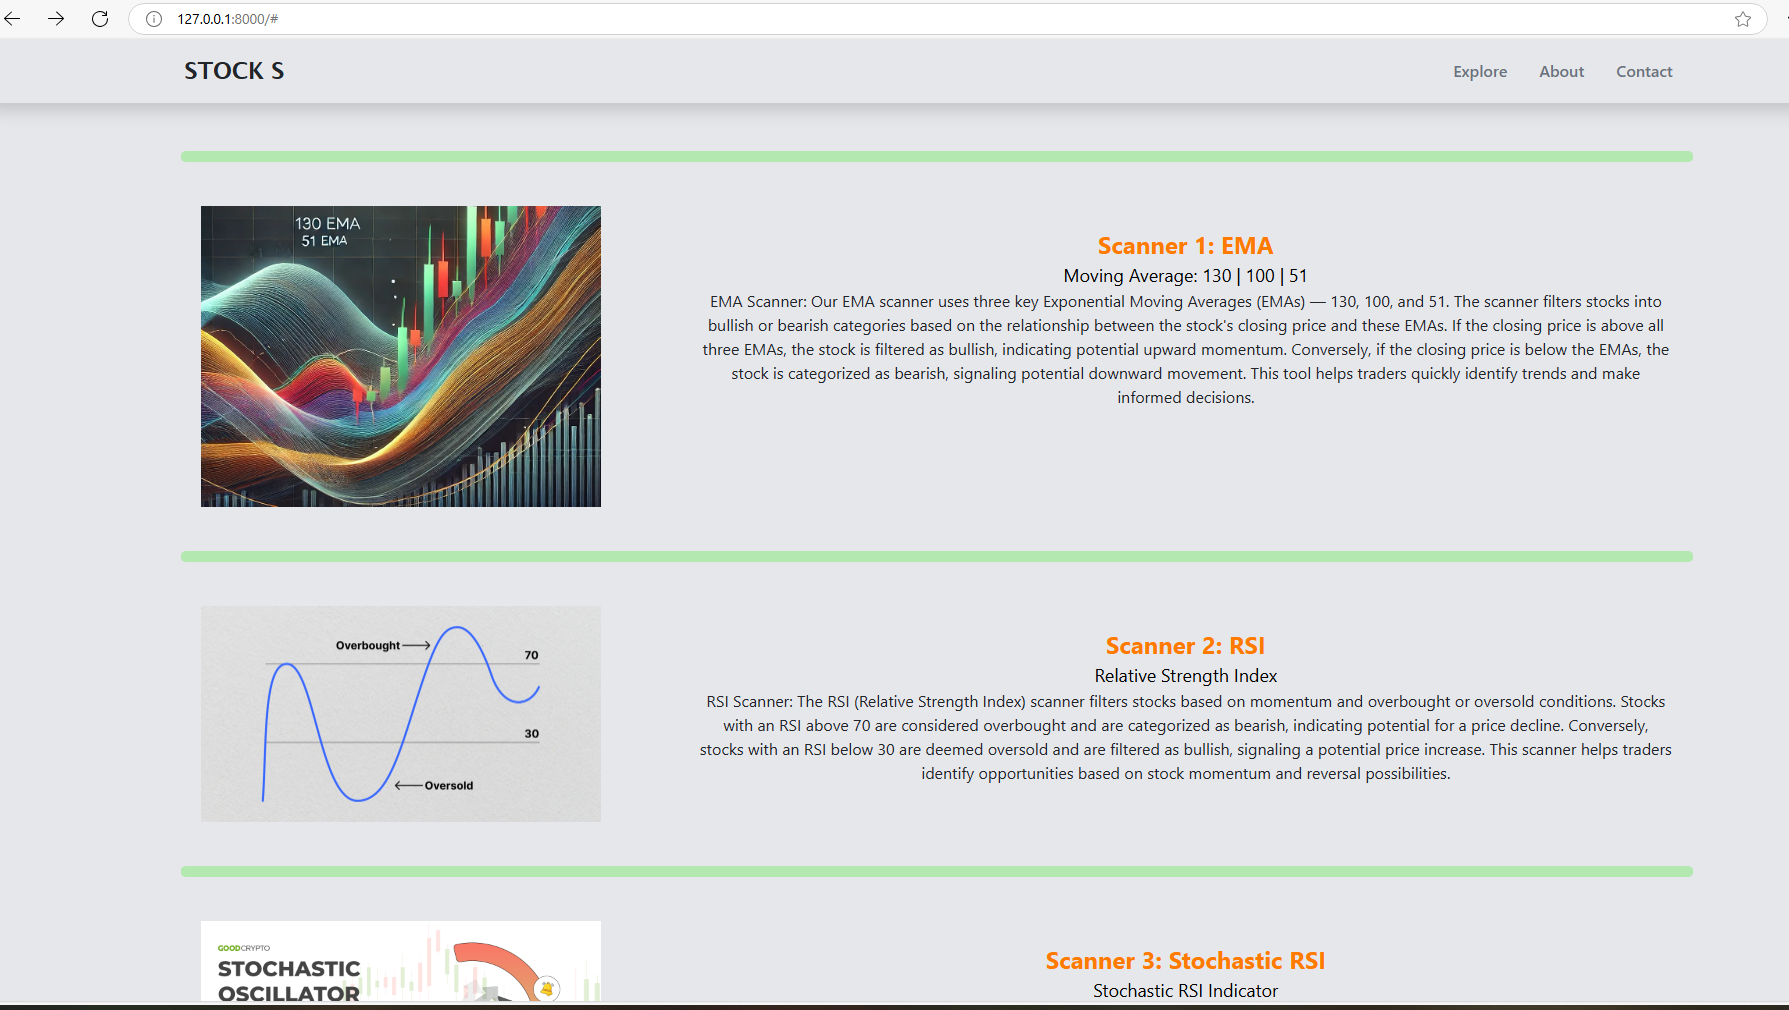 127.0.0.1:8000/#
STOCK S
Explore
About
Contact
130 EMA
51 EMA
Scanner 1: EMA
Moving Average: 130 | 100 | 51
EMA Scanner: Our EMA scanner uses three key Exponential Moving Averages (EMAs) — 130, 100, and 51. The scanner filters stocks into
bullish or bearish categories based on the relationship between the stock's closing price and these EMAs. If the closing price is above all
three EMAs, the stock is filtered as bullish, indicating potential upward momentum. Conversely, if the closing price is below the EMAs, the
stock is categorized as bearish, signaling potential downward movement. This tool helps traders quickly identify trends and make
informed decisions.
Overbought
70
30
Oversold
Scanner 2: RSI
Relative Strength Index
RSI Scanner: The RSI (Relative Strength Index) scanner filters stocks based on momentum and overbought or oversold conditions. Stocks
with an RSI above 70 are considered overbought and are categorized as bearish, indicating potential for a price decline. Conversely,
stocks with an RSI below 30 are deemed oversold and are filtered as bullish, signaling a potential price increase. This scanner helps traders
identify opportunities based on stock momentum and reversal possibilities.
GOODCRYPTO
STOCHASTIC
OSCILLATOR
Scanner 3: Stochastic RSI
Stochastic RSI Indicator